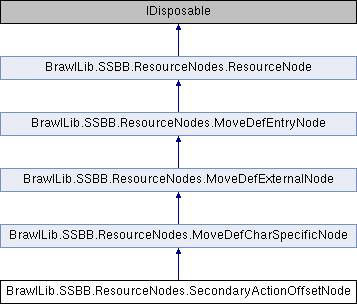 IDisposable
BrawlLib.SSBB.ResourceNodes.ResourceNode
BrawlLib.SSBB.ResourceNodes.MoveDefEntryNode
BrawlLib.SSBB.ResourceNodes.MoveDefExternalNode
BrawlLib.SSBB.ResourceNodes.MoveDefCharSpecificNode
BrawlLib.SSBB.ResourceNodes.SecondaryActionOffsetNode